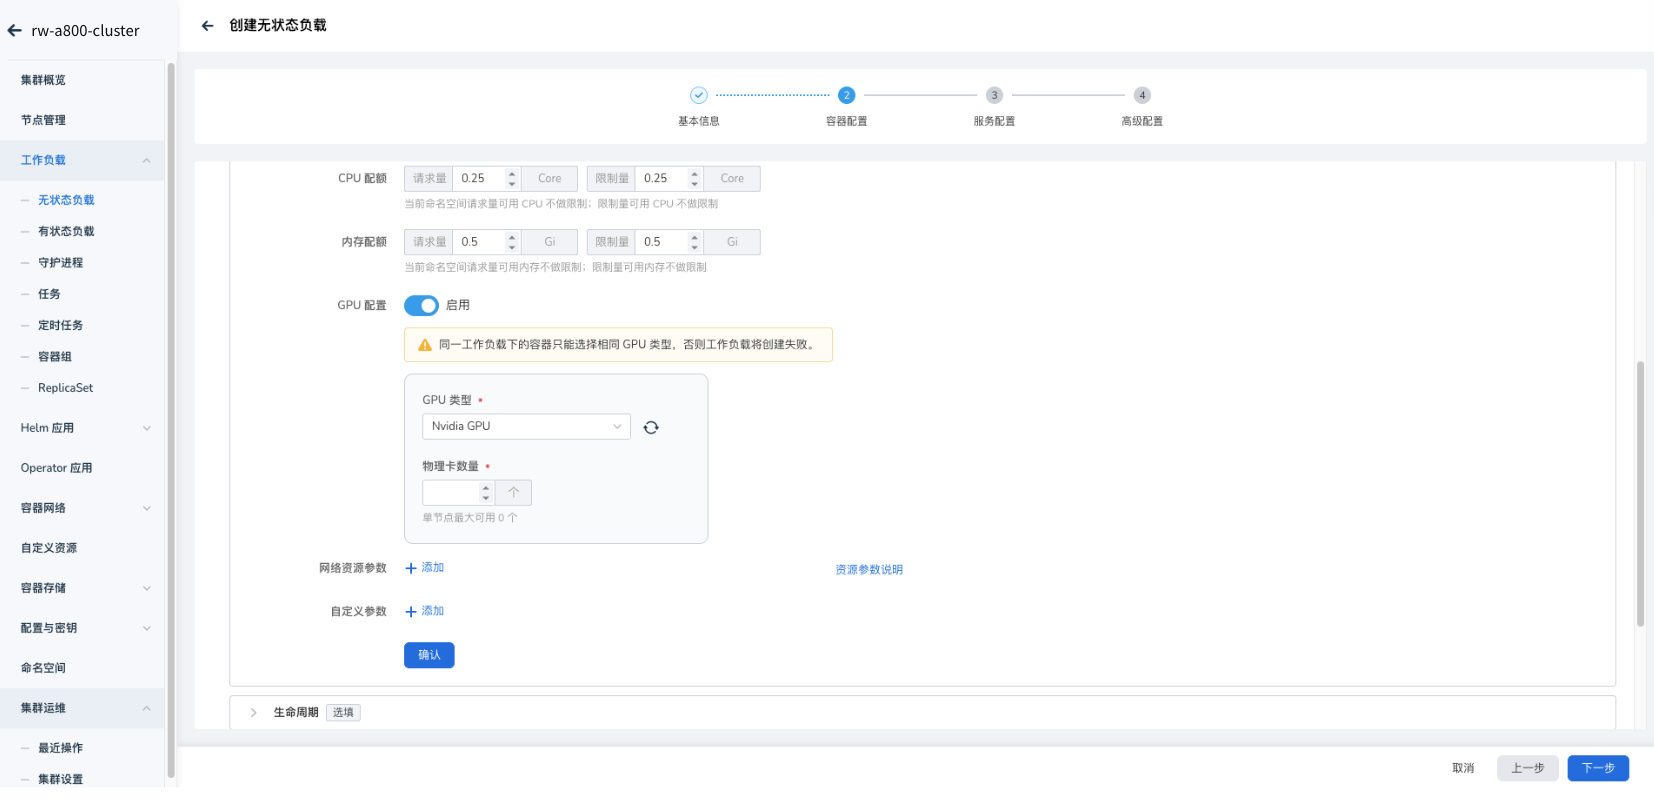 rw-a800-cluster
集群概览
节点管理
工作负载
无状态负载
有状态负载
守护进程
任务
定时任务
容器组
ReplicaSet
Helm 应用
Operator 应用
容器网络
自定义资源
容器存储
配置与密钥
命名空间
集群运维
最近操作
集群设置
创建无状态负载
2 3 4
基本信息 容器配置 服务配置 高级配置
CPU 配额 请求量 0.25 Core 限制量 0.25 Core
当前命名空间请求量可用 CPU 不做限制；限制量可用 CPU 不做限制
内存配额 请求量 0.5 Gi 限制量 0.5 Gi
当前命名空间请求量可用内存不做限制；限制量可用内存不做限制
GPU 配置 启用
同一工作负载下的容器只能选择相同 GPU 类型，否则工作负载将创建失败。
GPU 类型 •
Nvidia GPU
物理卡数量 •
个
单节点最大可用 0 个
网络资源参数 添加 资源参数说明
自定义参数 添加
确认
生命周期 选填
取消 上一步 下一步